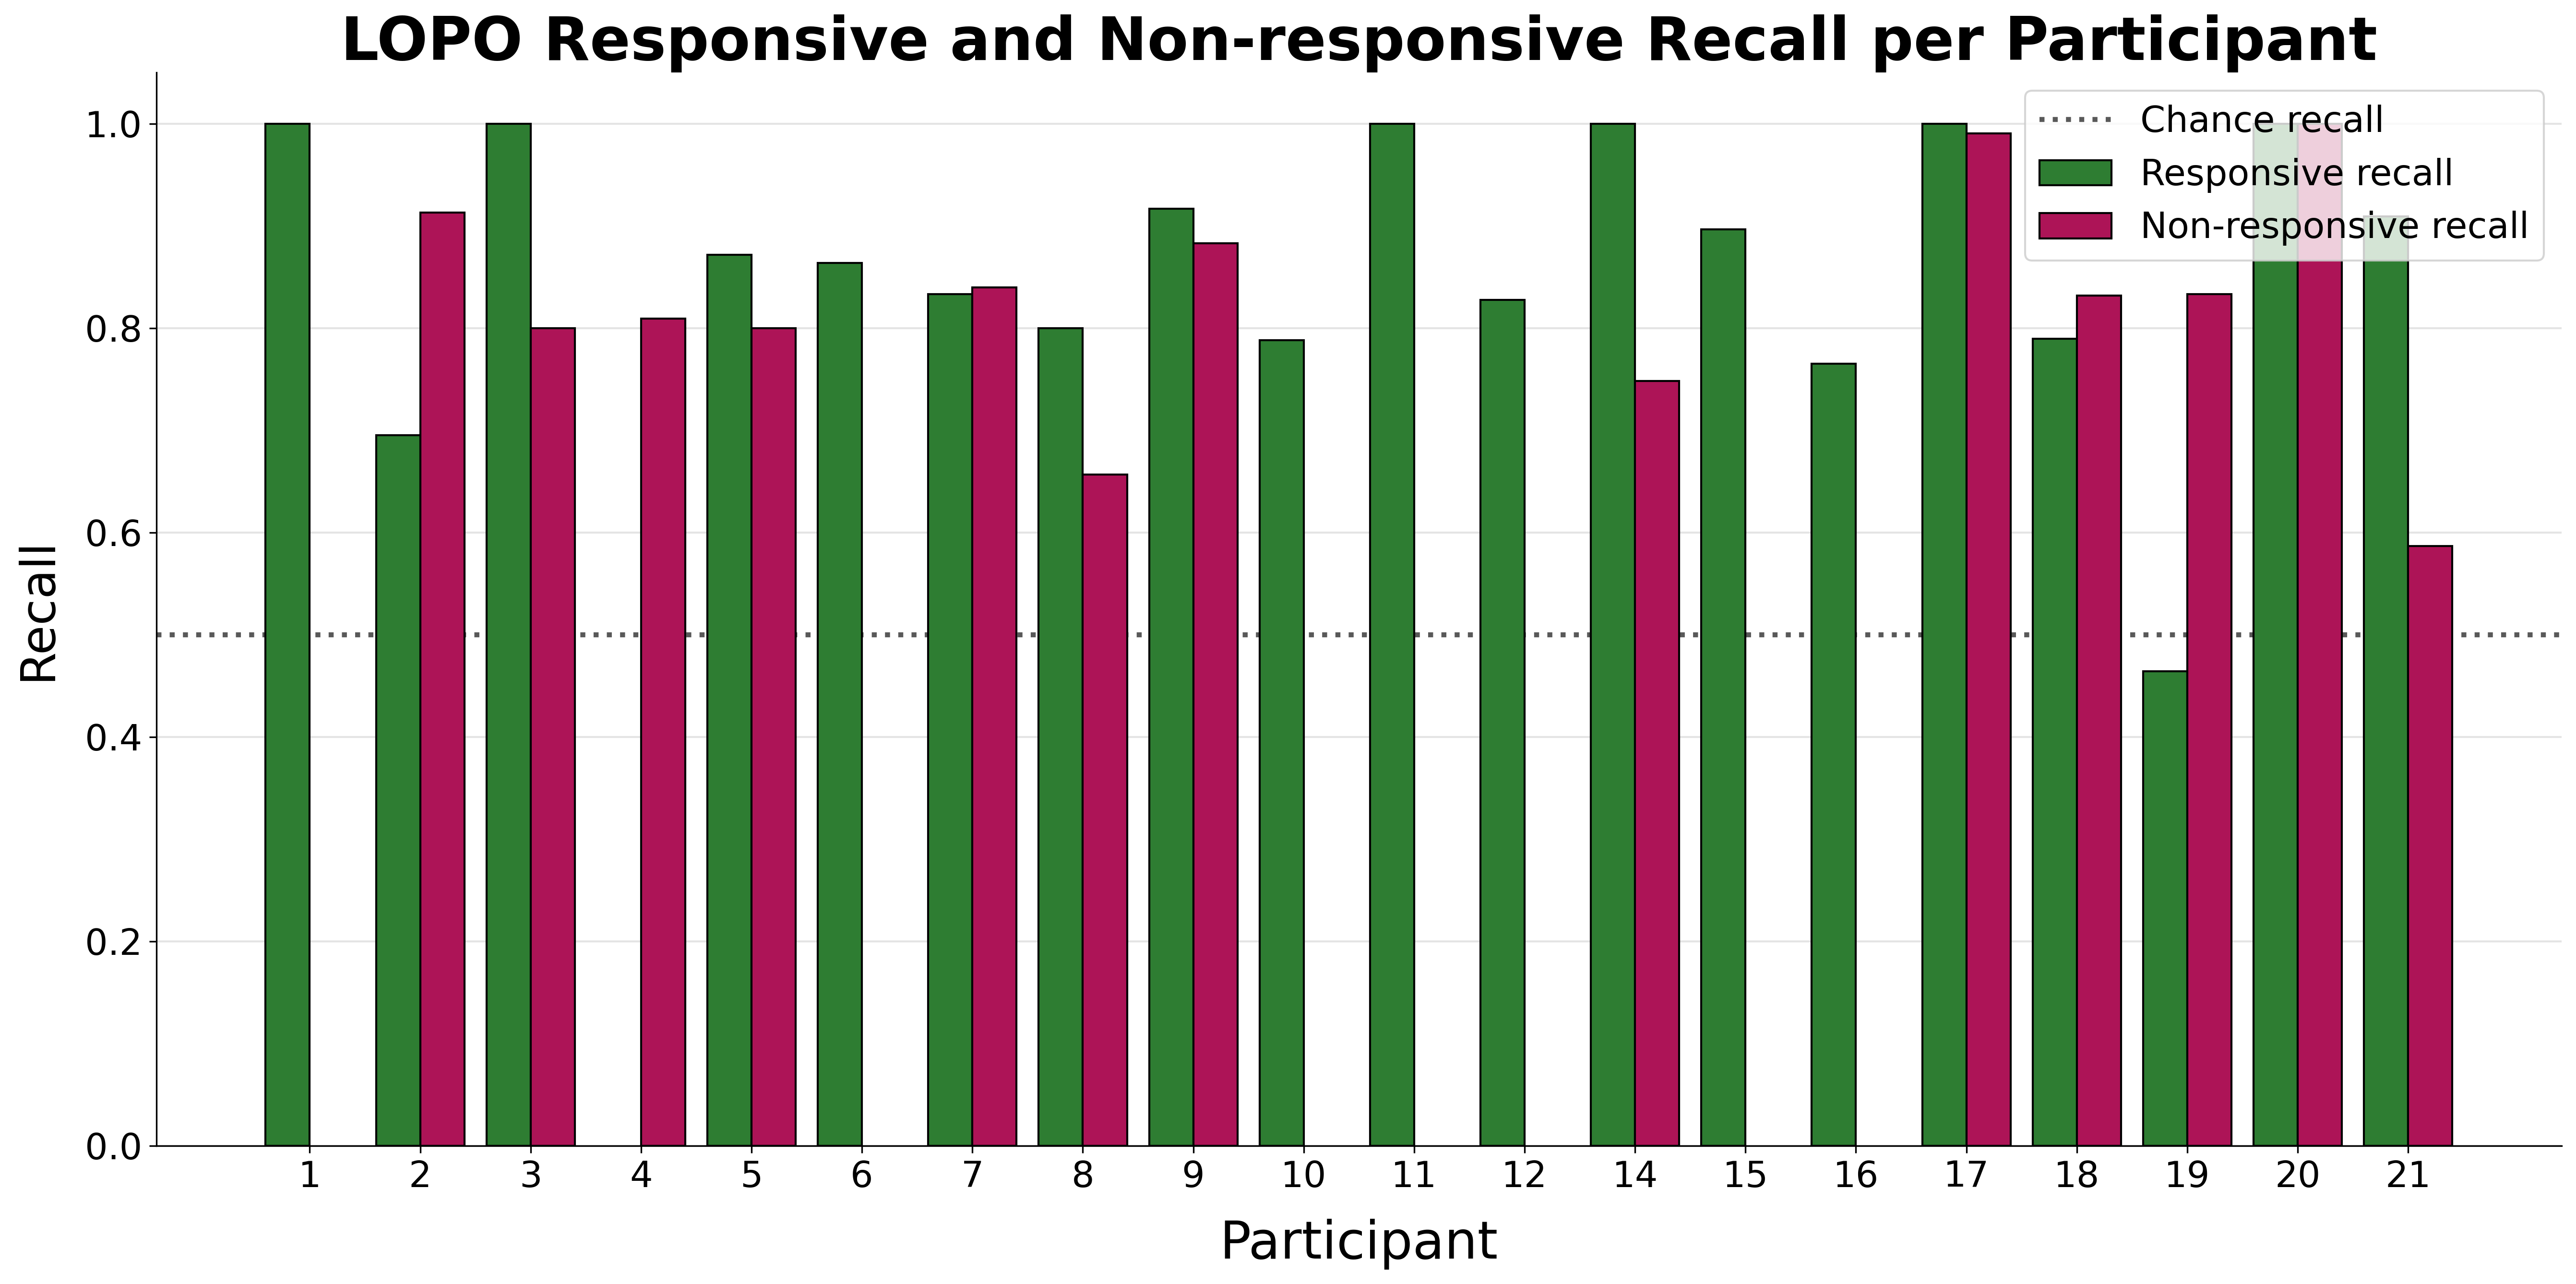 LOPO Responsive and Non-responsive Recall per Participant
Chance recall
Responsive recall
Non-responsive recall
1.0
0.8
0.6
0.4
0.2
0.0
Recall
1 2 3 4 5 6 7 8 9 10 11 12 14 15 16 17 18 19 20 21
Participant